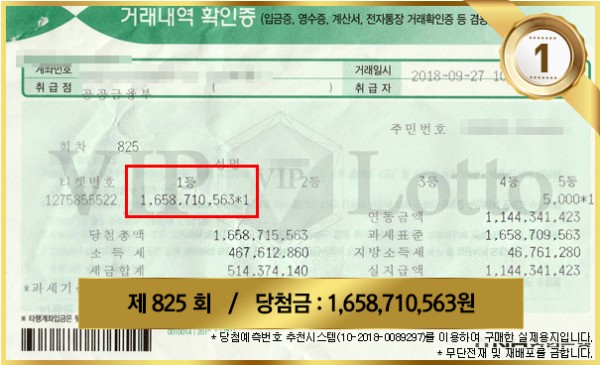 거래내역 확인증 (입금증, 영수증, 계산서, 전자통장 거래확인증 등 겸용
1
계좌번호
거래일시 2018-09-27
취급점 공공금융부 ( ) 취급자
주민번호
회차 825
성명
VIP VIP Lotto
티켓번호 1등 2등 3등 4등 5등
1275855522 1,658,710,563*1 5,000*1
연동금액 1,144,341,423
당첨총액 1,658,715,563 과세표준 1,658,709,563
소득세 467,612,860 지방소득세 46,761,280
세금합계 514,374,140 실지급액 1,144,341,423
*과세기
제 825 회 / 당첨금 : 1,658,710,563원
* 타행계좌입금은
* 당첨예측번호 추천시스템(10-2018-0089297)를 이용하여 구매한 실제용지입니다.
* 무단전재 및 재배포를 금합니다.